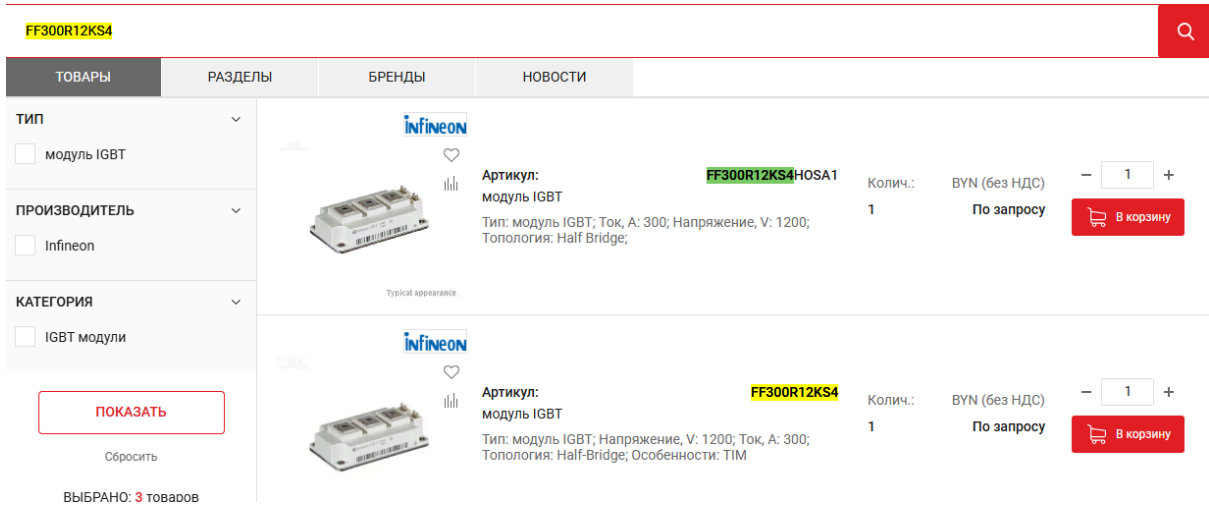 FF300R12KS4
ТОВАРЫ РАЗДЕЛЫ БРЕНДЫ НОВОСТИ
ТИП
модуль IGBT
ПРОИЗВОДИТЕЛЬ
Infineon
КАТЕГОРИЯ
IGBT модули
ПОКАЗАТЬ
Сбросить
ВЫБРАНО: 3 товаров
infineon
Артикул: FF300R12KS4HOSA1
модуль IGBT
Тип: модуль IGBT; Ток, A: 300; Напряжение, V: 1200;
Топология: Half Bridge;
Typical appearance
Колич.: BYN (без НДС) 1
1 По запросу В корзину
infineon
Артикул: FF300R12KS4
модуль IGBT
Тип: модуль IGBT; Напряжение, V: 1200; Ток, A: 300;
Топология: Half-Bridge; Особенности: TIM
Колич.: BYN (без НДС) 1
1 По запросу В корзину